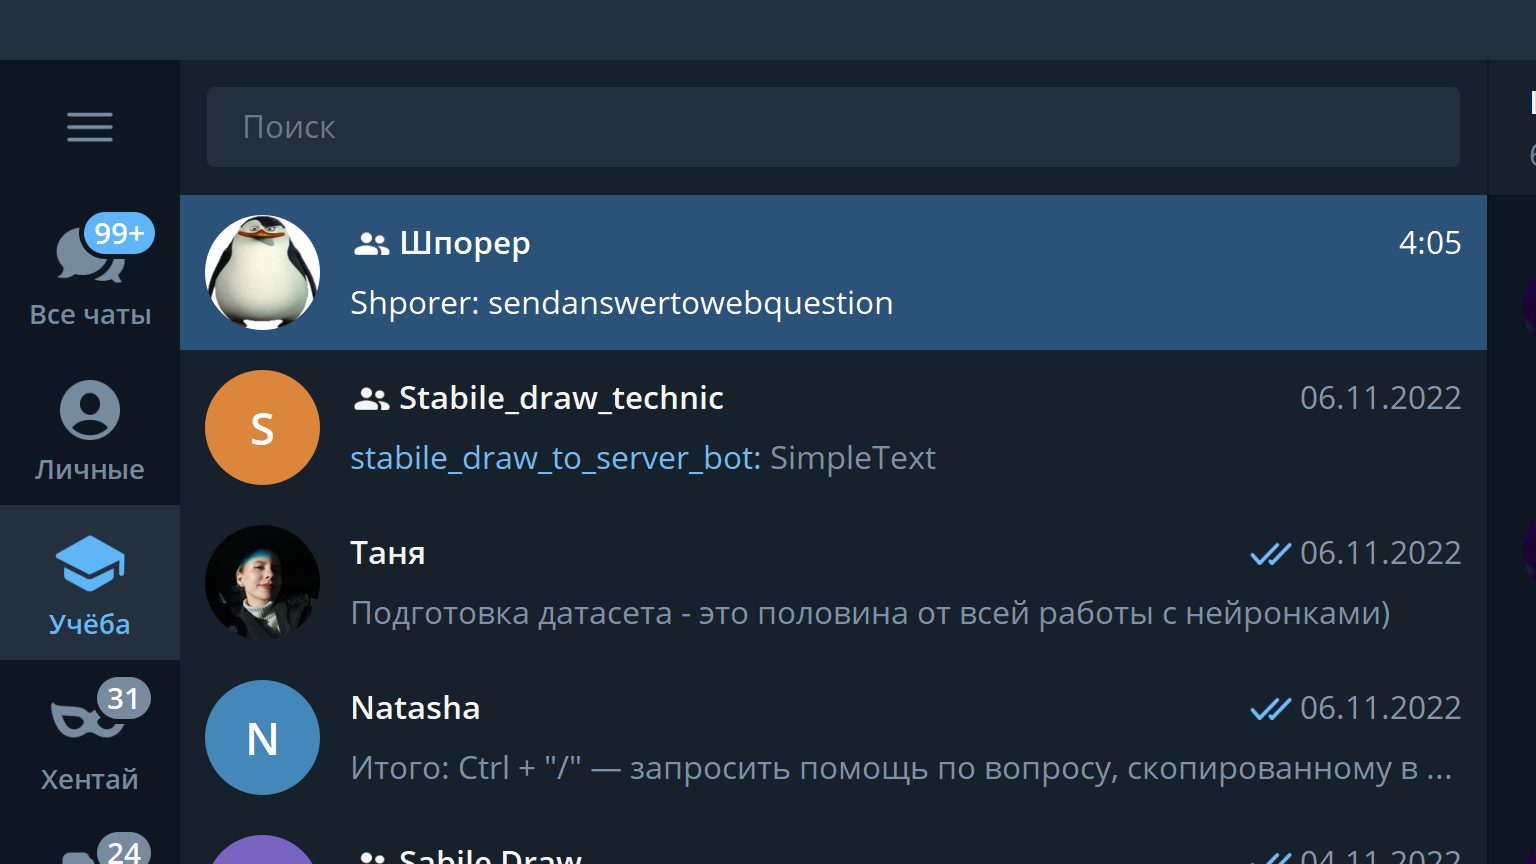 Поиск
99+
Все чаты
Личные
Учёба
31
Хентай
24
Шпорер 4:05
Shporer: sendanswertowebquestion
S
Stabile_draw_technic 06.11.2022
stabile_draw_to_server_bot: SimpleText
Таня 06.11.2022
Подготовка датасета - это половина от всей работы с нейронками)
N
Natasha 06.11.2022
Итого: Ctrl + "/" — запросить помощь по вопросу, скопированному в ...
Sabile Draw 04.11.2022